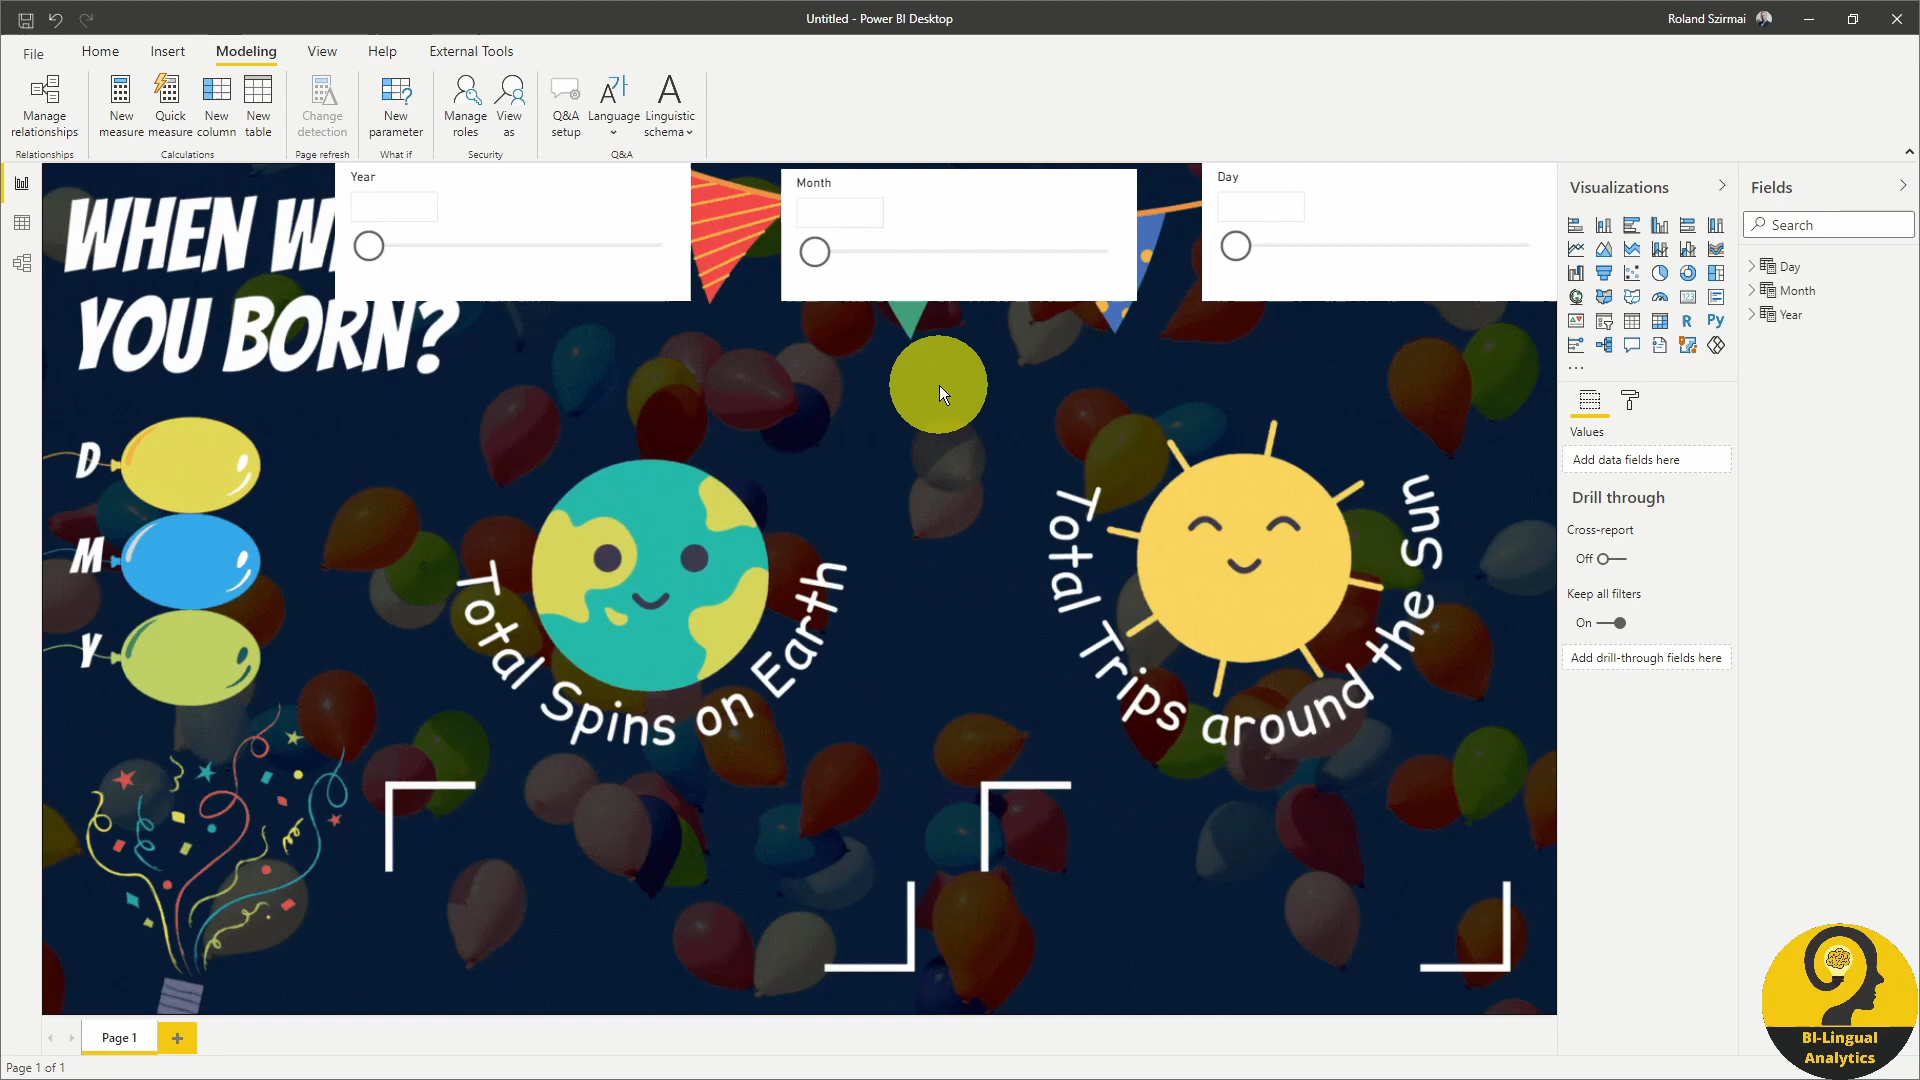 Untitled - Power BI Desktop
Roland Szirmai
File
Home
Insert
Modeling
View
Help
External Tools
Manage
relationships
New
measure
Quick
measure
New
column
New
table
Change
detection
New
parameter
Manage
roles
View
as
Q&A
setup
Language
Linguistic
schema
Relationships
Calculations
Page refresh
What if
Security
Q&A
Year
Month
Day
WHEN W
YOU BORN?
D
M
Y
Total Spins on Earth
Total Trips around the Sun
Visualizations
R
Py
123
...
Values
Add data fields here
Drill through
Cross-report
Off
Keep all filters
On
Add drill-through fields here
Fields
Search
Day
Month
Year
Page 1
Page 1 of 1
BI-Lingual
Analytics